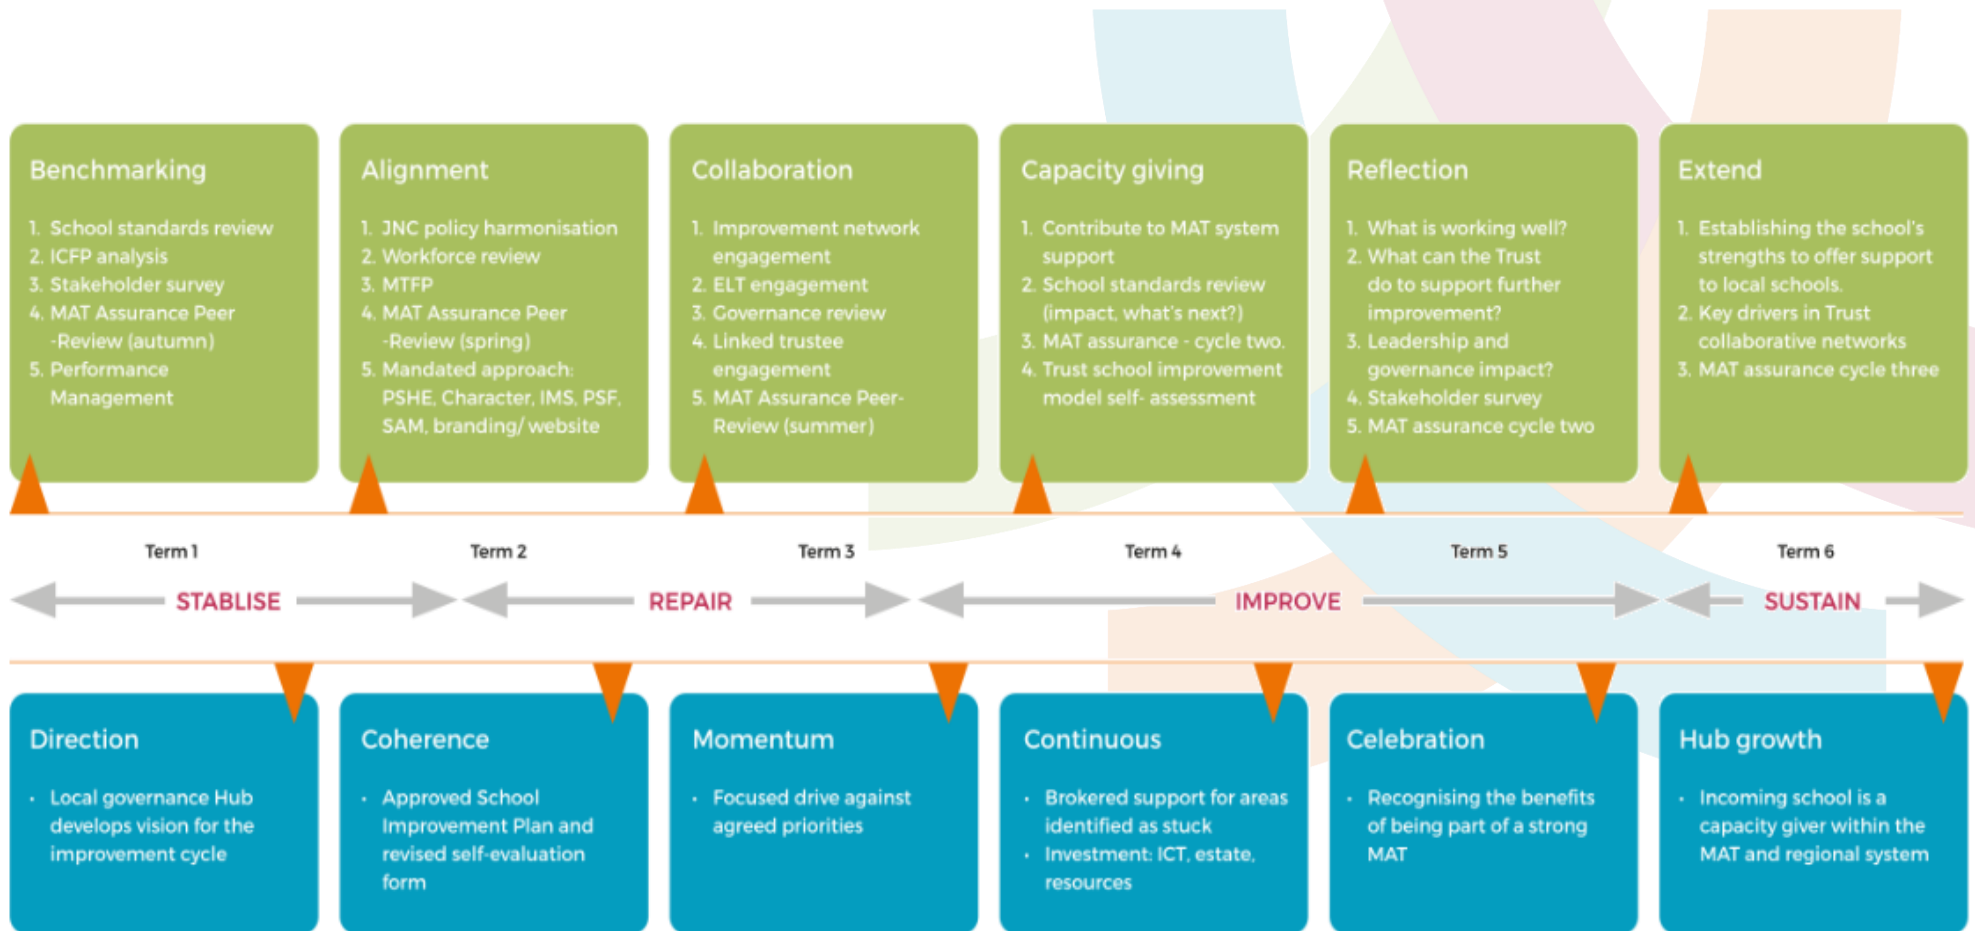 Benchmarking
1. School standards review
2. ICFP analysis
3. Stakeholder survey
4. MAT Assurance Peer
-Review (autumn)
5. Performance
Management
Alignment
1. JNC policy harmonisation
2. Workforce review
3. MTFP
4. MAT Assurance Peer
-Review (spring)
5. Mandated approach:
PSHE, Character, IMS, PSF,
SAM, branding/ website
Collaboration
1. Improvement network
engagement
2. ELT engagement
3. Governance review
4. Linked trustee
engagement
5. MAT Assurance Peer-
Review (summer)
Capacity giving
1. Contribute to MAT system
support
2. School standards review
(impact, what's next?)
3. MAT assurance - cycle two.
4. Trust school improvement
model self- assessment
Reflection
1. What is working well?
2. What can the Trust
do to support further
improvement?
3. Leadership and
governance impact?
4. Stakeholder survey
5. MAT assurance cycle two
Extend
1. Establishing the school's
strengths to offer support
to local schools.
2. Key drivers in Trust
collaborative networks
3. MAT assurance cycle three
Term 1
Term 2
Term 3
Term 4
Term 5
Term 6
STABLISE
REPAIR
IMPROVE
SUSTAIN
Direction
• Local governance Hub
develops vision for the
improvement cycle
Coherence
• Approved School
Improvement Plan and
revised self-evaluation
form
Momentum
• Focused drive against
agreed priorities
Continuous
• Brokered support for areas
identified as stuck
• Investment: ICT, estate,
resources
Celebration
• Recognising the benefits
of being part of a strong
MAT
Hub growth
• Incoming school is a
capacity giver within the
MAT and regional system